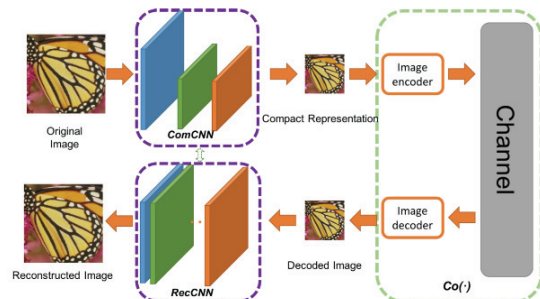 Original
Image
ComCNN
Compact Representation
Image
encoder
Channel
Reconstructed Image
RecCNN
Decoded Image
Image
decoder
Co(·)